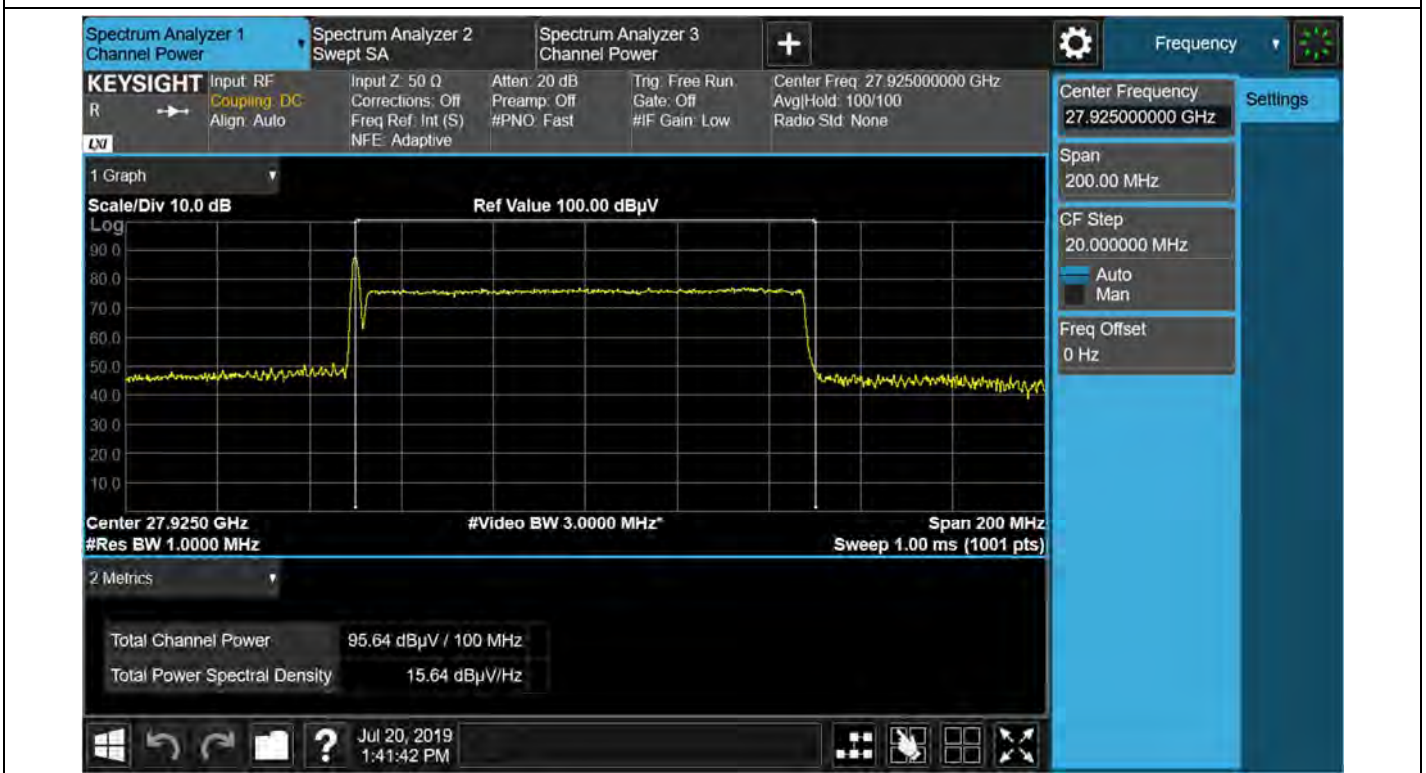 Spectrum Analyzer 1
Channel Power
Spectrum Analyzer 2
Swept SA
Spectrum Analyzer 3
Channel Power
+
Frequency
KEYSIGHT
R
LXI
Input: RF
Coupling: DC
Align: Auto
Input Z: 50 Ω
Corrections: Off
Freq Ref: Int (S)
NFE: Adaptive
Atten: 20 dB
Preamp: Off
#PNO: Fast
Trig: Free Run
Gate: Off
#IF Gain: Low
Center Freq: 27.925000000 GHz
Avg|Hold: 100/100
Radio Std: None
Center Frequency
27.925000000 GHz
Settings
Span
200.00 MHz
CF Step
20.000000 MHz
Auto
Man
Freq Offset
0 Hz
1 Graph
Scale/Div 10.0 dB
Ref Value 100.00 dBµV
Log
90.0
80.0
70.0
60.0
50.0
40.0
30.0
20.0
10.0
Center 27.9250 GHz
#Video BW 3.0000 MHz*
Span 200 MHz
#Res BW 1.0000 MHz
Sweep 1.00 ms (1001 pts)
2 Metrics
Total Channel Power 95.64 dBµV / 100 MHz
Total Power Spectral Density 15.64 dBµV/Hz
?
Jul 20, 2019
1:41:42 PM